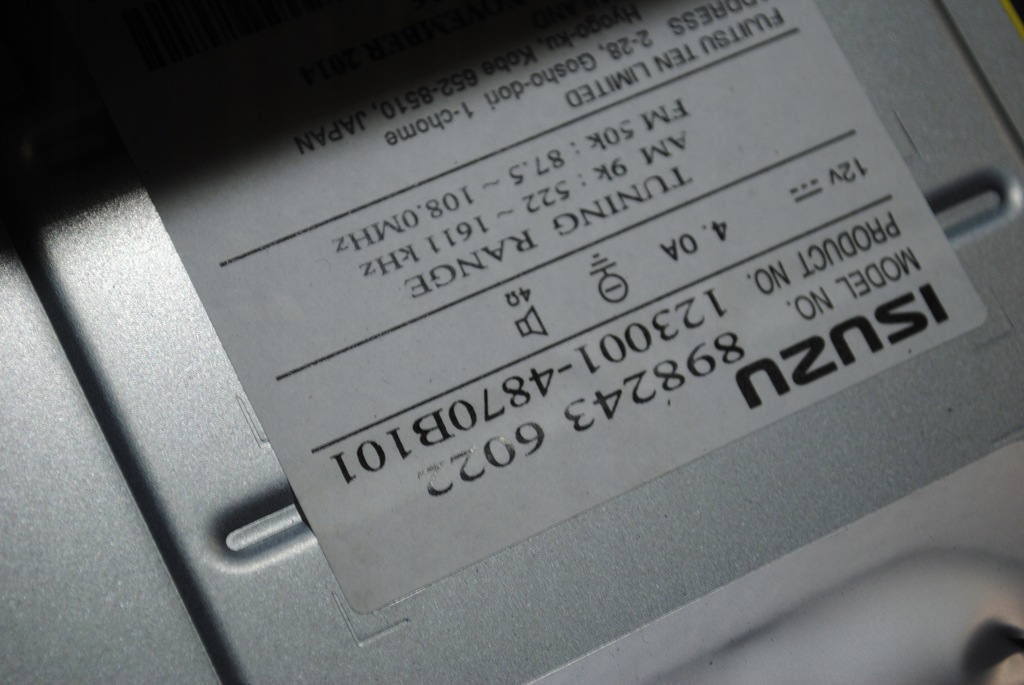 ISUZU
MODEL NO. 898243 6022
PRODUCT NO. 123001-4870B101
12V 4.0A 4Ω
TUNING RANGE
AM 9k : 522 ~ 1611 kHz
FM 50k : 87.5 ~ 108.0MHz
FUJITSU TEN LIMITED
ADDRESS 2-28, Gosho-dori 1-chome
Hyogo-ku, Kobe 652-8510, JAPAN
NOVEMBER 2014